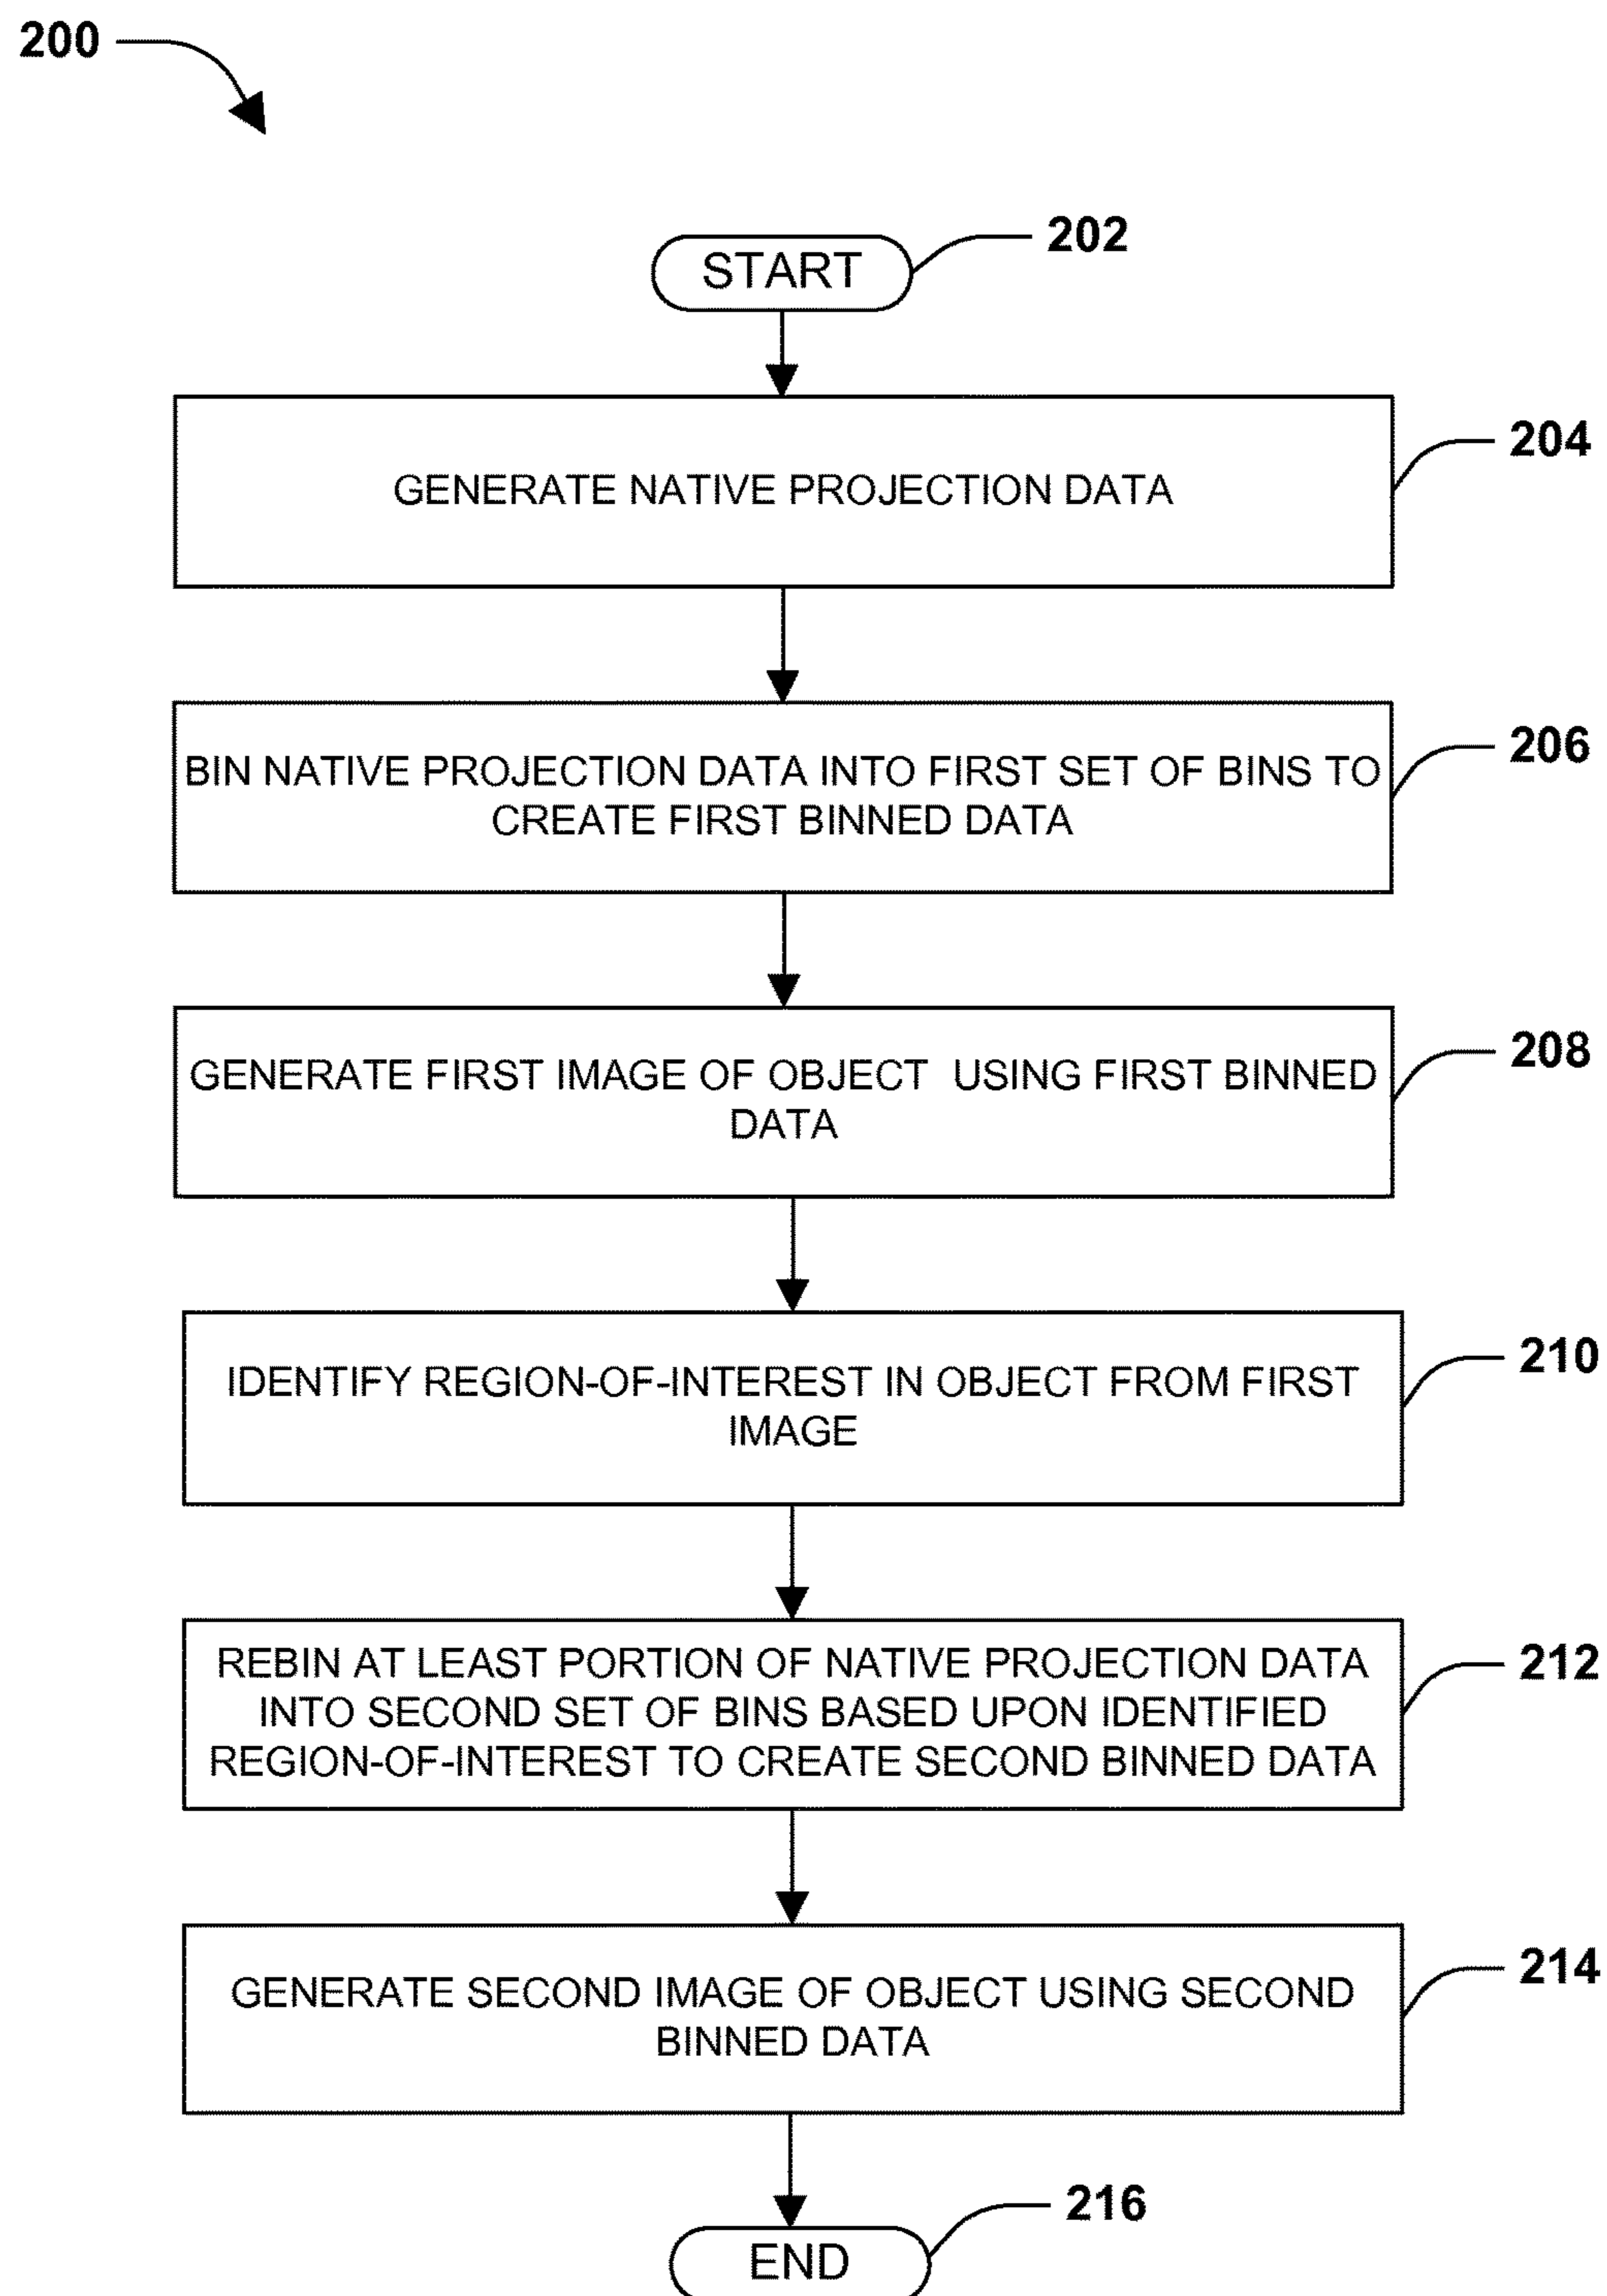 200
START
202
GENERATE NATIVE PROJECTION DATA
204
BIN NATIVE PROJECTION DATA INTO FIRST SET OF BINS TO
CREATE FIRST BINNED DATA
206
GENERATE FIRST IMAGE OF OBJECT USING FIRST BINNED
DATA
208
IDENTIFY REGION-OF-INTEREST IN OBJECT FROM FIRST
IMAGE
210
REBIN AT LEAST PORTION OF NATIVE PROJECTION DATA
INTO SECOND SET OF BINS BASED UPON IDENTIFIED
REGION-OF-INTEREST TO CREATE SECOND BINNED DATA
212
GENERATE SECOND IMAGE OF OBJECT USING SECOND
BINNED DATA
214
END
216